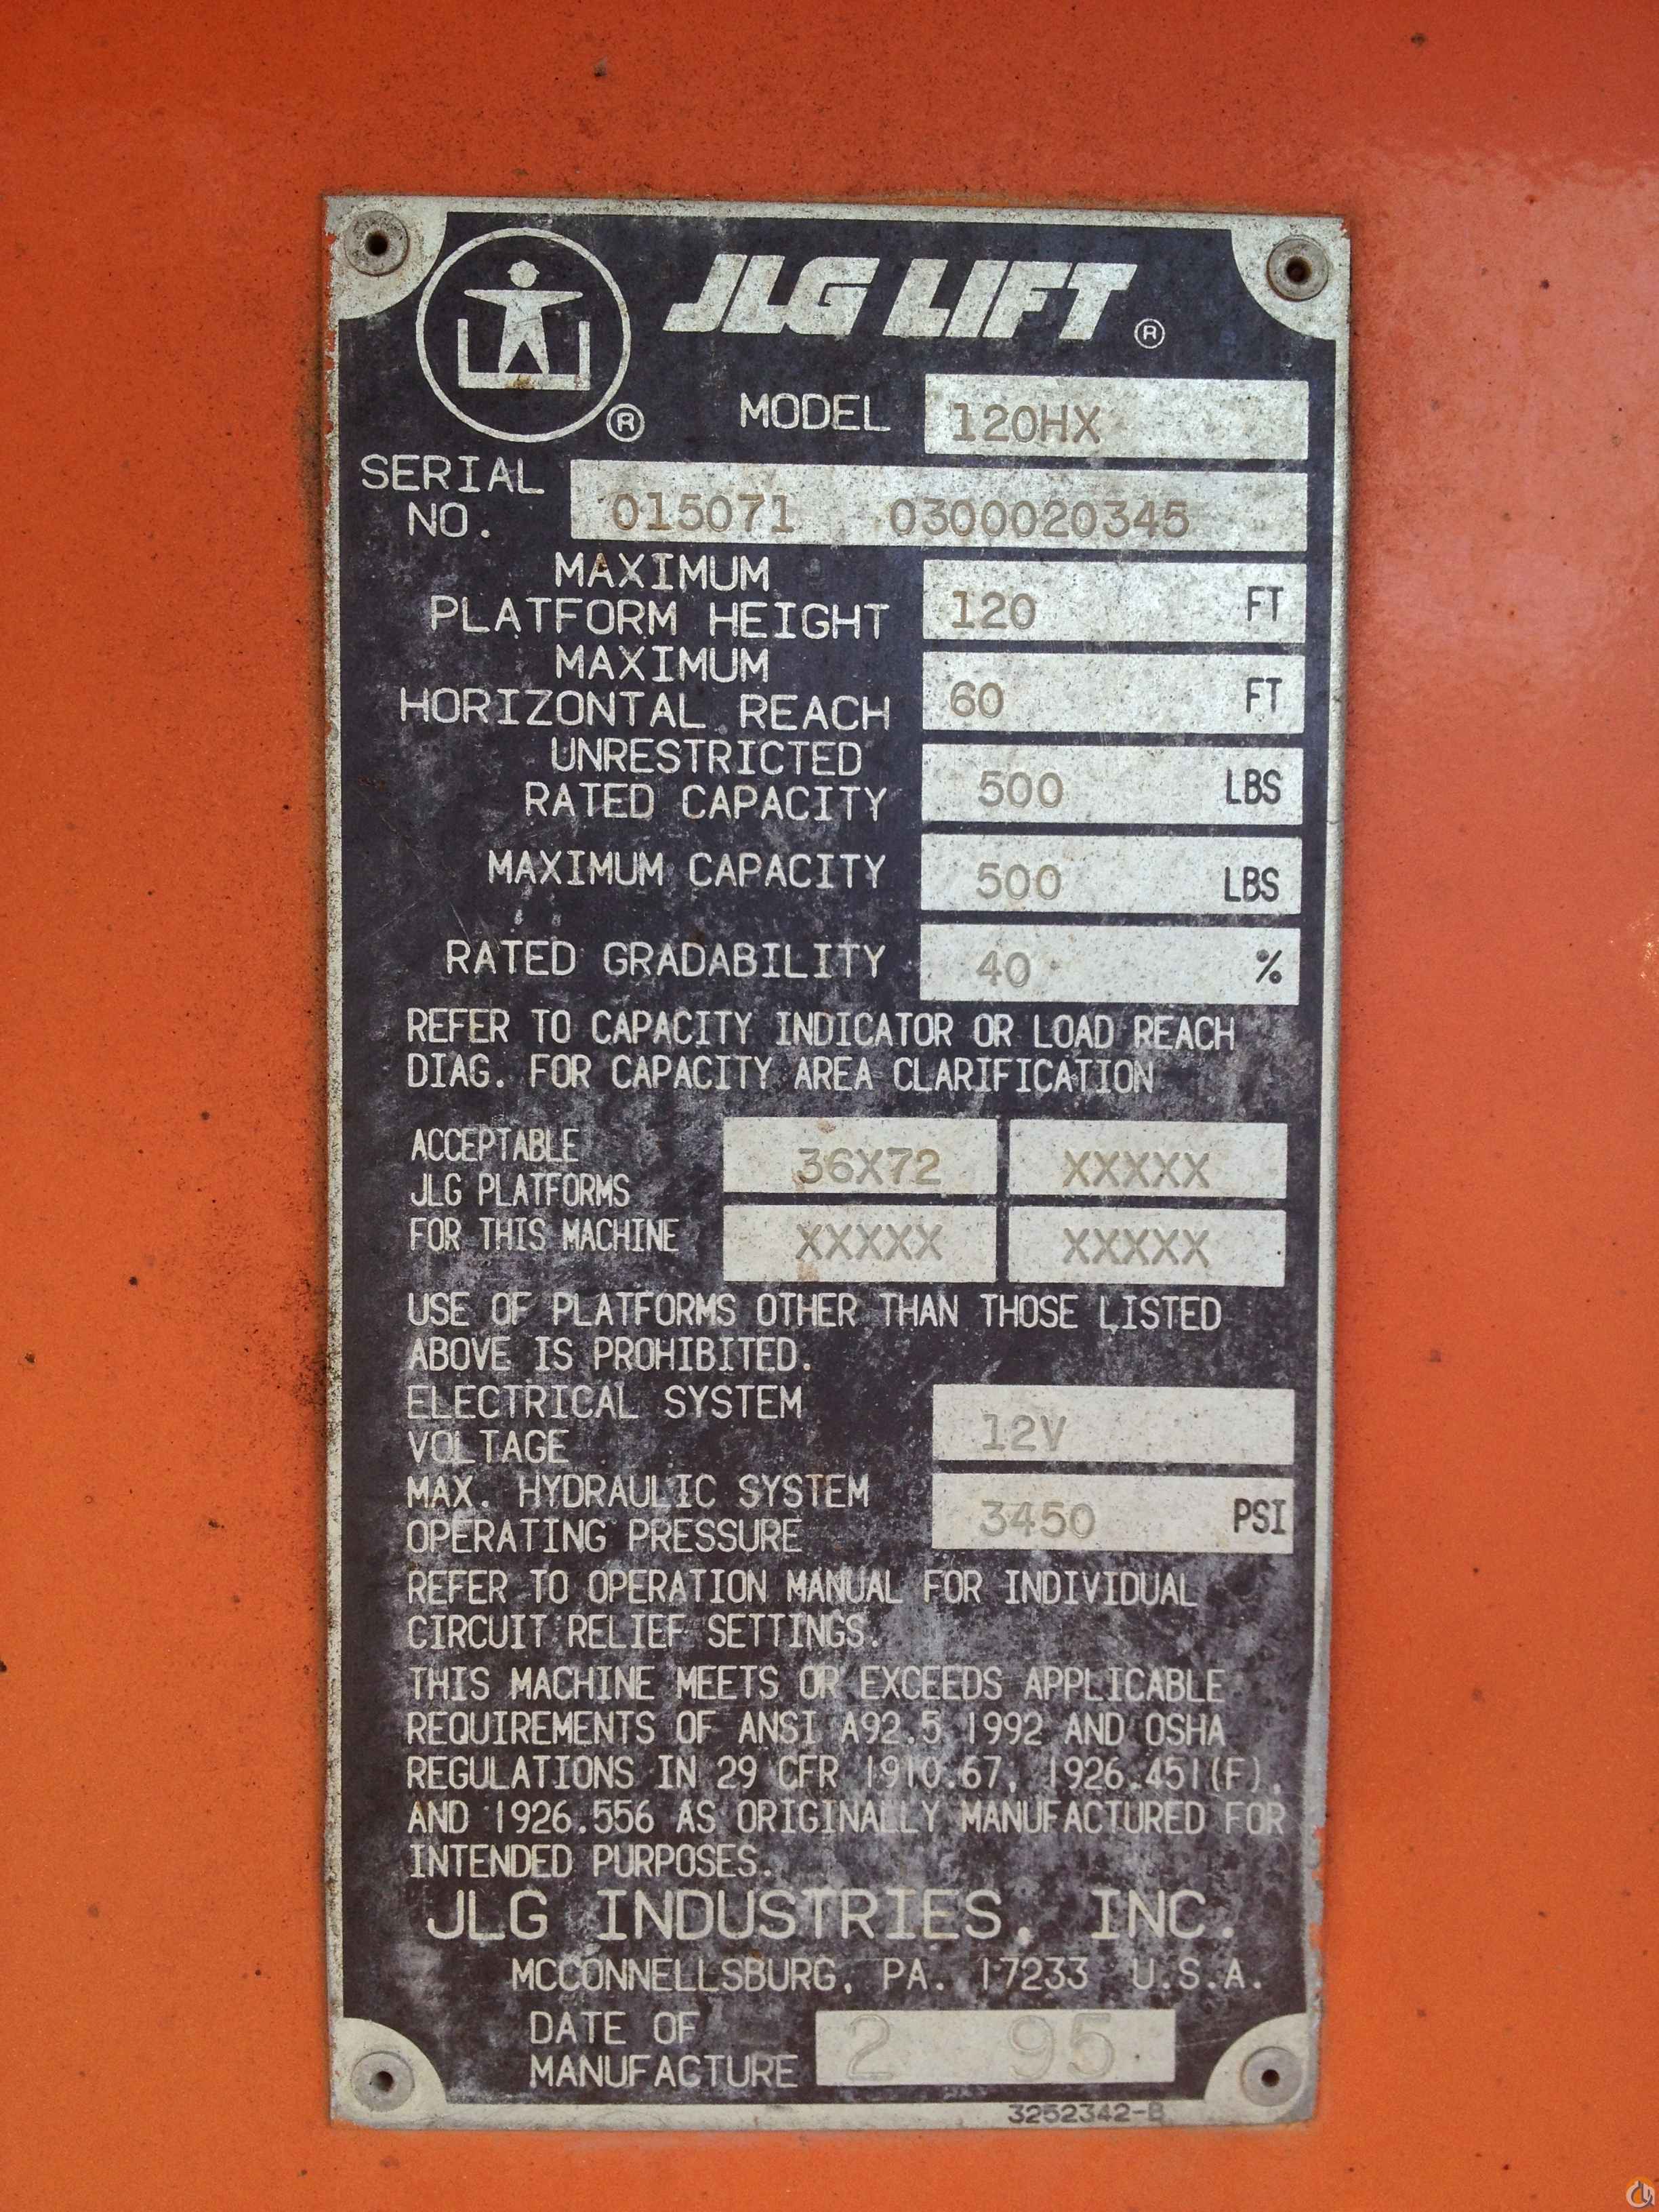 JLG LIFT ®
®
MODEL 120HX
SERIAL
NO. 015071 0300020345
MAXIMUM
PLATFORM HEIGHT 120 FT
MAXIMUM
HORIZONTAL REACH 60 FT
UNRESTRICTED
RATED CAPACITY 500 LBS
MAXIMUM CAPACITY 500 LBS
RATED GRADABILITY 40 %
REFER TO CAPACITY INDICATOR OR LOAD REACH
DIAG. FOR CAPACITY AREA CLARIFICATION
ACCEPTABLE
JLG PLATFORMS
FOR THIS MACHINE
36X72 XXXXX
XXXXX XXXXX
USE OF PLATFORMS OTHER THAN THOSE LISTED
ABOVE IS PROHIBITED.
ELECTRICAL SYSTEM
VOLTAGE 12V
MAX. HYDRAULIC SYSTEM
OPERATING PRESSURE 3450 PSI
REFER TO OPERATION MANUAL FOR INDIVIDUAL
CIRCUIT RELIEF SETTINGS.
THIS MACHINE MEETS OR EXCEEDS APPLICABLE
REQUIREMENTS OF ANSI A92.5 1992 AND OSHA
REGULATIONS IN 29 CFR 1910.67, 1926.451(F),
AND 1926.556 AS ORIGINALLY MANUFACTURED FOR
INTENDED PURPOSES.
JLG INDUSTRIES, INC.
MCCONNELLSBURG, PA. 17233 U.S.A.
DATE OF
MANUFACTURE 2 95
3252342-B